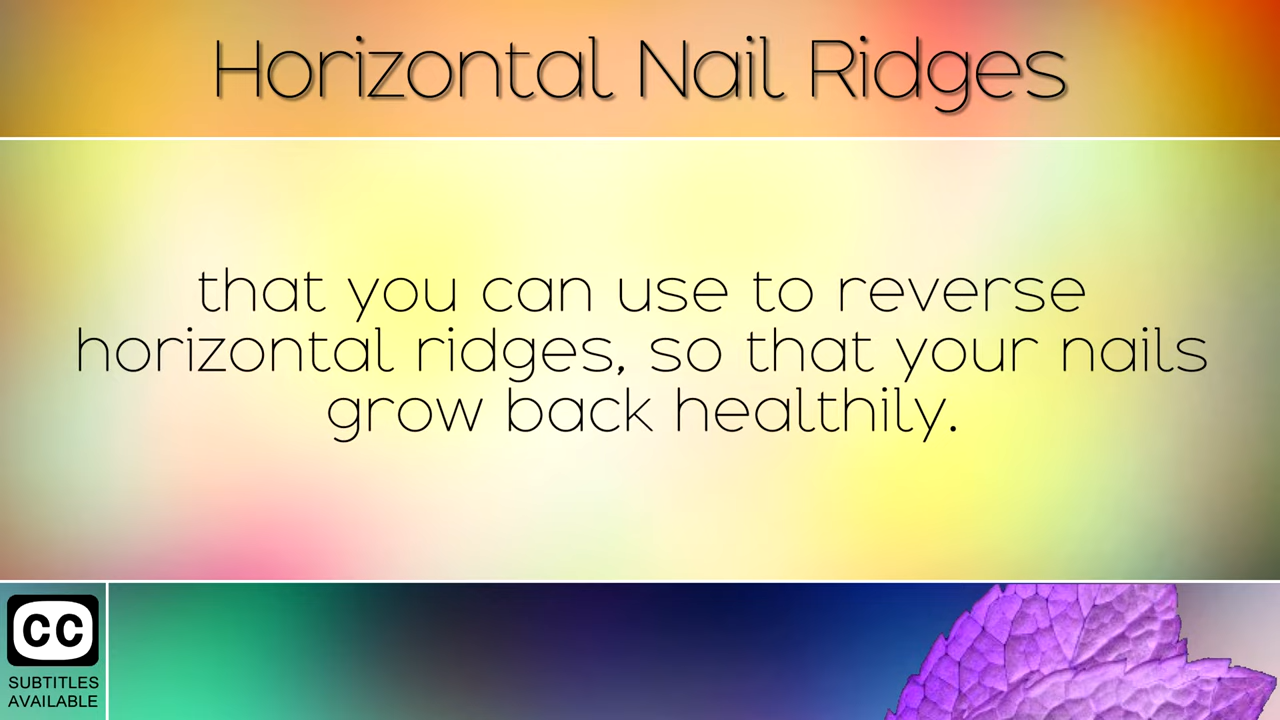 Horizontal Nail Ridges
that you can use to reverse
horizontal ridges, so that your nails
grow back healthily.
CC
SUBTITLES
AVAILABLE